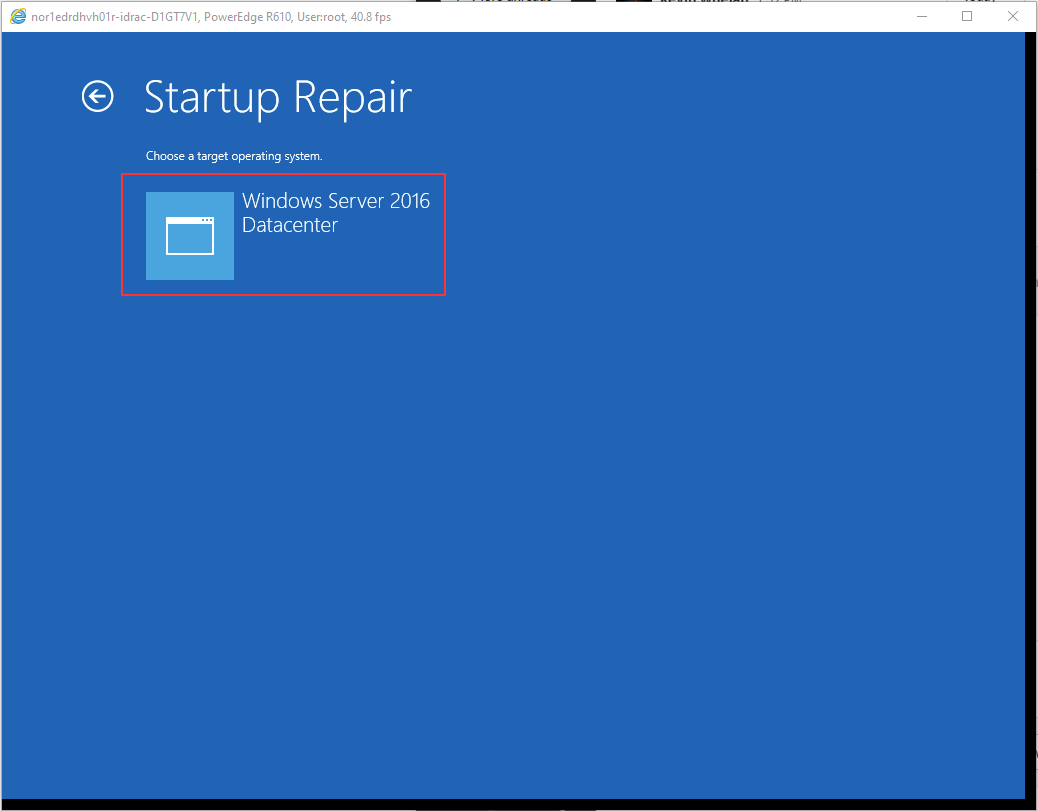 nor1edrdhvh01r-idrac-D1GT7V1, PowerEdge R610, User:root, 40.8 fps
Startup Repair
Choose a target operating system.
Windows Server 2016
Datacenter